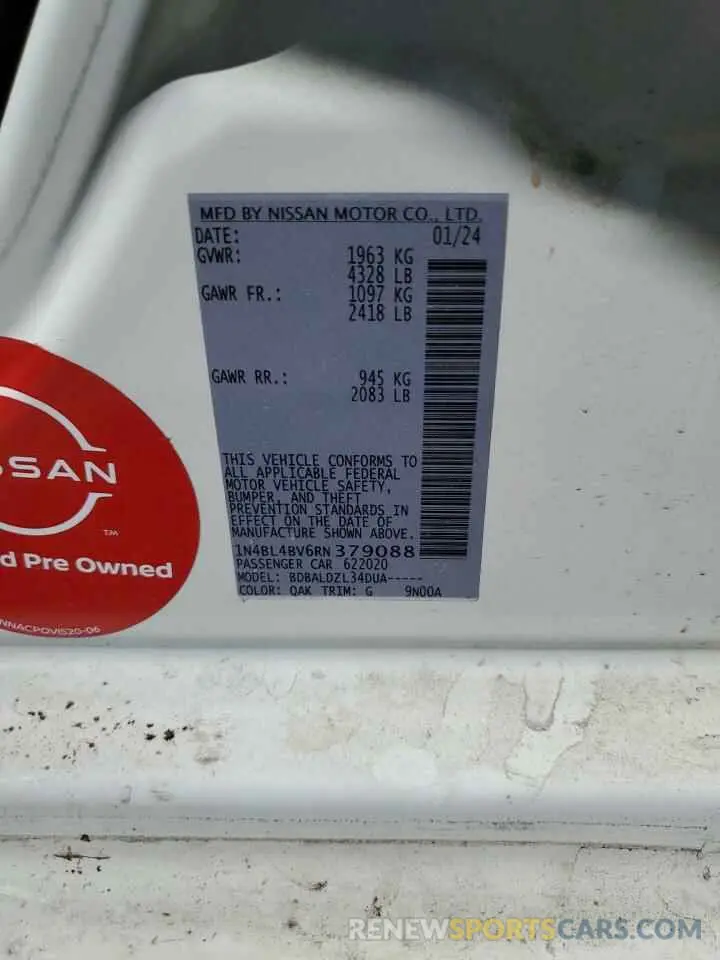 MFD BY NISSAN MOTOR CO., LTD.
DATE: 01/24
GVWR: 1963 KG
4328 LB
GAWR FR.: 1097 KG
2418 LB
GAWR RR.: 945 KG
2083 LB
THIS VEHICLE CONFORMS TO
ALL APPLICABLE FEDERAL
MOTOR VEHICLE SAFETY,
BUMPER, AND THEFT
PREVENTION STANDARDS IN
EFFECT ON THE DATE OF
MANUFACTURE SHOWN ABOVE.
1N4BL4BV6RN379088
PASSENGER CAR 622020
MODEL: BDBALDZL34DUA-----
COLOR: QAK TRIM: G 9N00A
SSAN
TM
d Pre Owned
NNACPOVIS20-06
RENEWSPORTSCARS.COM